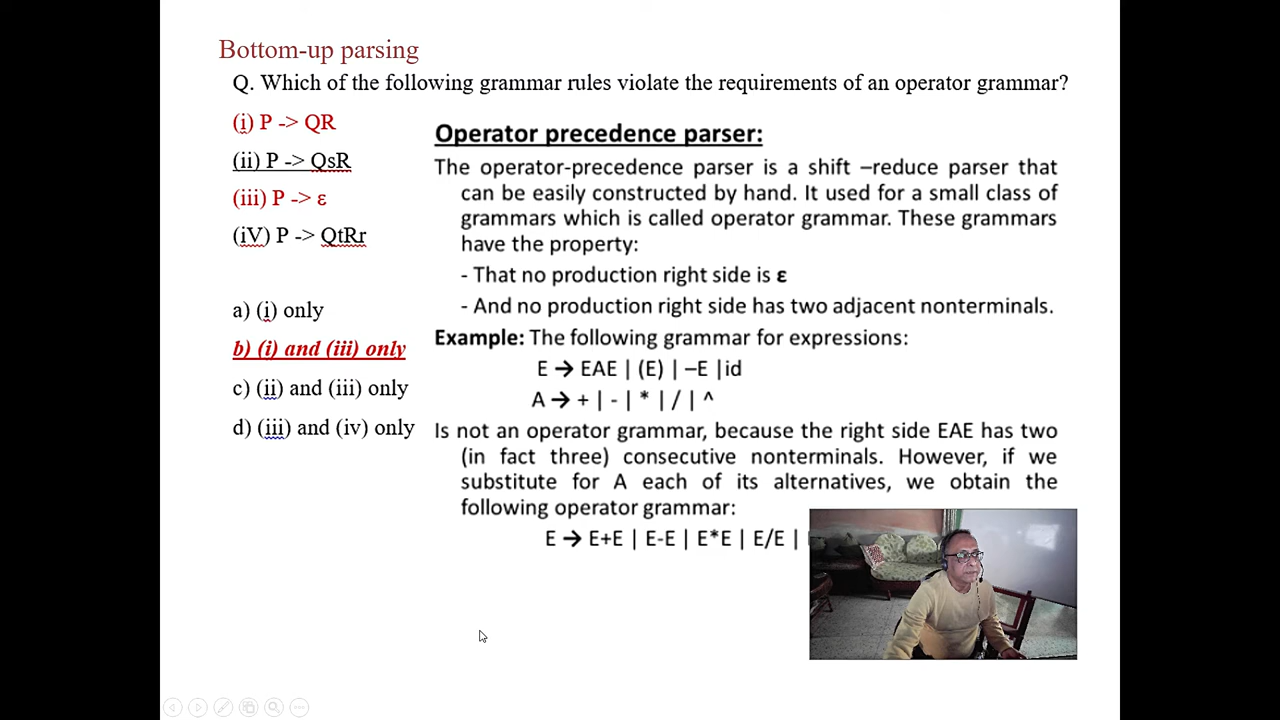 Bottom-up parsing
Q. Which of the following grammar rules violate the requirements of an operator grammar?
(i) P -> QR
(ii) P -> QsR
(iii) P -> ε
(iV) P -> QtRr
a) (i) only
b) (i) and (iii) only
c) (ii) and (iii) only
d) (iii) and (iv) only
Operator precedence parser:
The operator-precedence parser is a shift –reduce parser that
can be easily constructed by hand. It used for a small class of
grammars which is called operator grammar. These grammars
have the property:
- That no production right side is ε
- And no production right side has two adjacent nonterminals.
Example: The following grammar for expressions:
E → EAE | (E) | –E |id
A → + | - | * | / | ^
Is not an operator grammar, because the right side EAE has two
(in fact three) consecutive nonterminals. However, if we
substitute for A each of its alternatives, we obtain the
following operator grammar:
E → E+E | E-E | E*E | E/E |